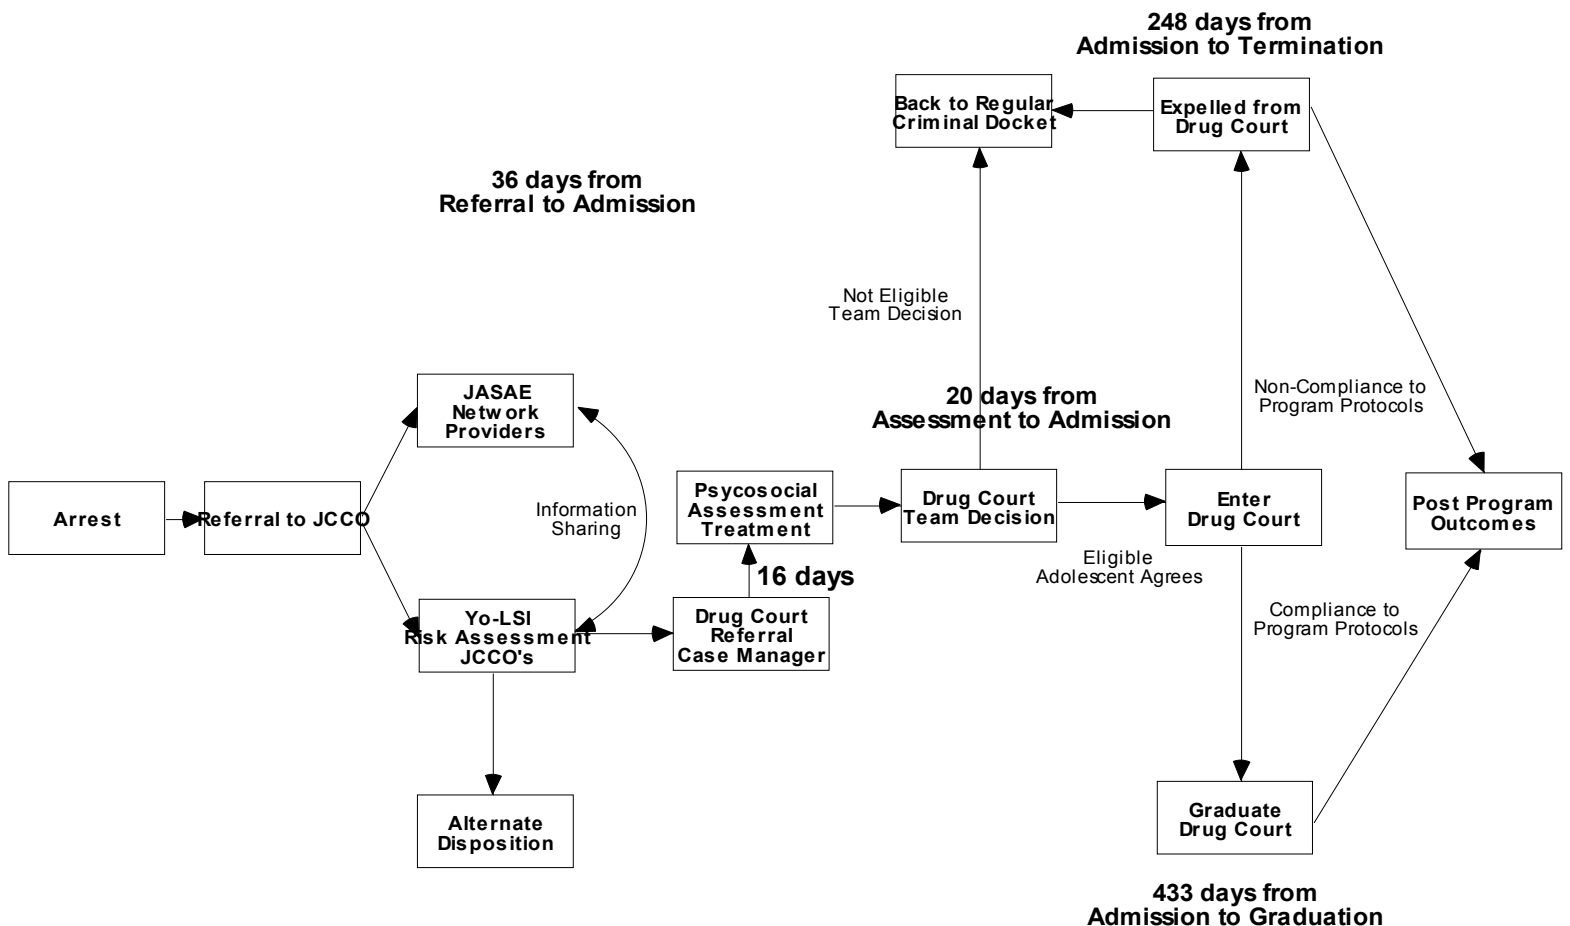 248 days from
Admission to Termination
Back to Regular
Criminal Docket
Expelled from
Drug Court
36 days from
Referral to Admission
Not Eligible
Team Decision
20 days from
Assessment to Admission
Non-Compliance to
Program Protocols
JASAE
Network
Providers
Arrest
Referral to JCCO
Information
Sharing
Psycosocial
Assessment
Treatment
Drug Court
Team Decision
Enter
Drug Court
Post Program
Outcomes
16 days
Eligible
Adolescent Agrees
Yo-LSI
Risk Assessment
JCCO's
Drug Court
Referral
Case Manager
Compliance to
Program Protocols
Alternate
Disposition
Graduate
Drug Court
433 days from
Admission to Graduation